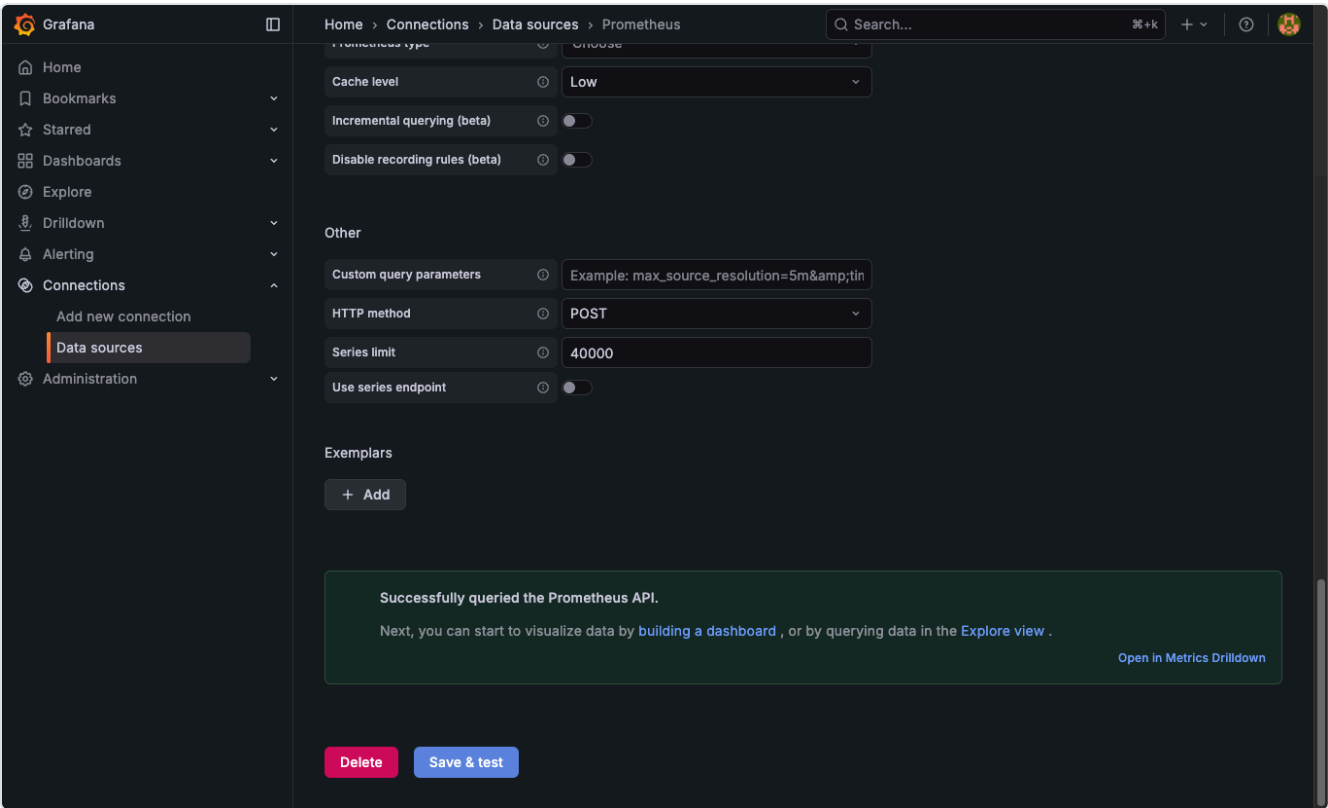 Grafana
Home › Connections › Data sources › Prometheus
Search...
⌘+k
Home
Bookmarks
Starred
Dashboards
Explore
Drilldown
Alerting
Connections
Add new connection
Data sources
Administration
Prometheus type
Choose
Cache level
Low
Incremental querying (beta)
Disable recording rules (beta)
Other
Custom query parameters
Example: max_source_resolution=5m&amp;tin
HTTP method
POST
Series limit
40000
Use series endpoint
Exemplars
+ Add
Successfully queried the Prometheus API.
Next, you can start to visualize data by building a dashboard , or by querying data in the Explore view .
Open in Metrics Drilldown
Delete
Save & test